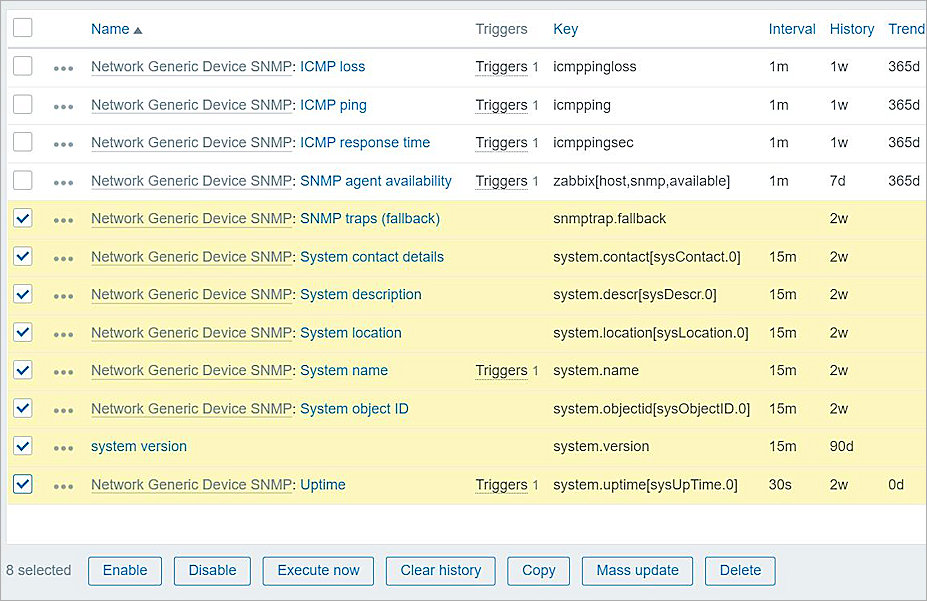 Name Triggers Key Interval History Trend
Network Generic Device SNMP: ICMP loss Triggers 1 icmppingloss 1m 1w 365d
Network Generic Device SNMP: ICMP ping Triggers 1 icmpping 1m 1w 365d
Network Generic Device SNMP: ICMP response time Triggers 1 icmppingsec 1m 1w 365d
Network Generic Device SNMP: SNMP agent availability Triggers 1 zabbix[host,snmp,available] 1m 7d 365d
Network Generic Device SNMP: SNMP traps (fallback) snmptrap.fallback 2w
Network Generic Device SNMP: System contact details system.contact[sysContact.0] 15m 2w
Network Generic Device SNMP: System description system.descr[sysDescr.0] 15m 2w
Network Generic Device SNMP: System location system.location[sysLocation.0] 15m 2w
Network Generic Device SNMP: System name Triggers 1 system.name 15m 2w
Network Generic Device SNMP: System object ID system.objectid[sysObjectID.0] 15m 2w
system version system.version 15m 90d
Network Generic Device SNMP: Uptime Triggers 1 system.uptime[sysUpTime.0] 30s 2w 0d
8 selected Enable Disable Execute now Clear history Copy Mass update Delete